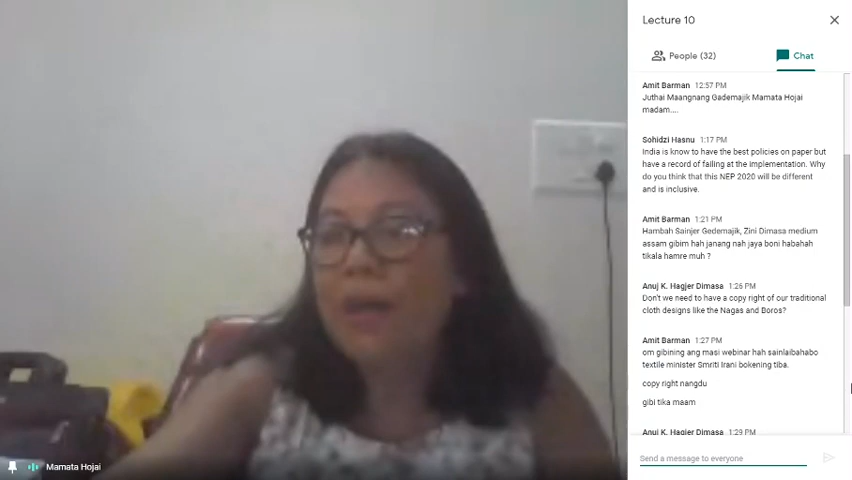 Lecture 10
People (32)
Chat
Amit Barman 12:57 PM
Juthai Maangnang Gademajik Mamata Hojai
madam....
Sohidzi Hasnu 1:17 PM
India is know to have the best policies on paper but
have a record of failing at the Implementation. Why
do you think that this NEP 2020 will be different
and is inclusive.
Amit Barman 1:21 PM
Hambah Sainjer Gedemajik, Zini Dimasa medium
assam gibim hah janang nah jaya boni habahah
tikala hamre muh ?
Anuj K. Hagjer Dimasa 1:26 PM
Don't we need to have a copy right of our traditional
cloth designs like the Nagas and Boros?
Amit Barman 1:27 PM
om gibining ang masi webinar hah sainlaibahabo
textile minister Smriti Irani bokening tiba.
copy right nangdu
gibi tika maam
Anuj K. Hagjer Dimasa 1:29 PM
Send a message to everyone
Mamata Hojai